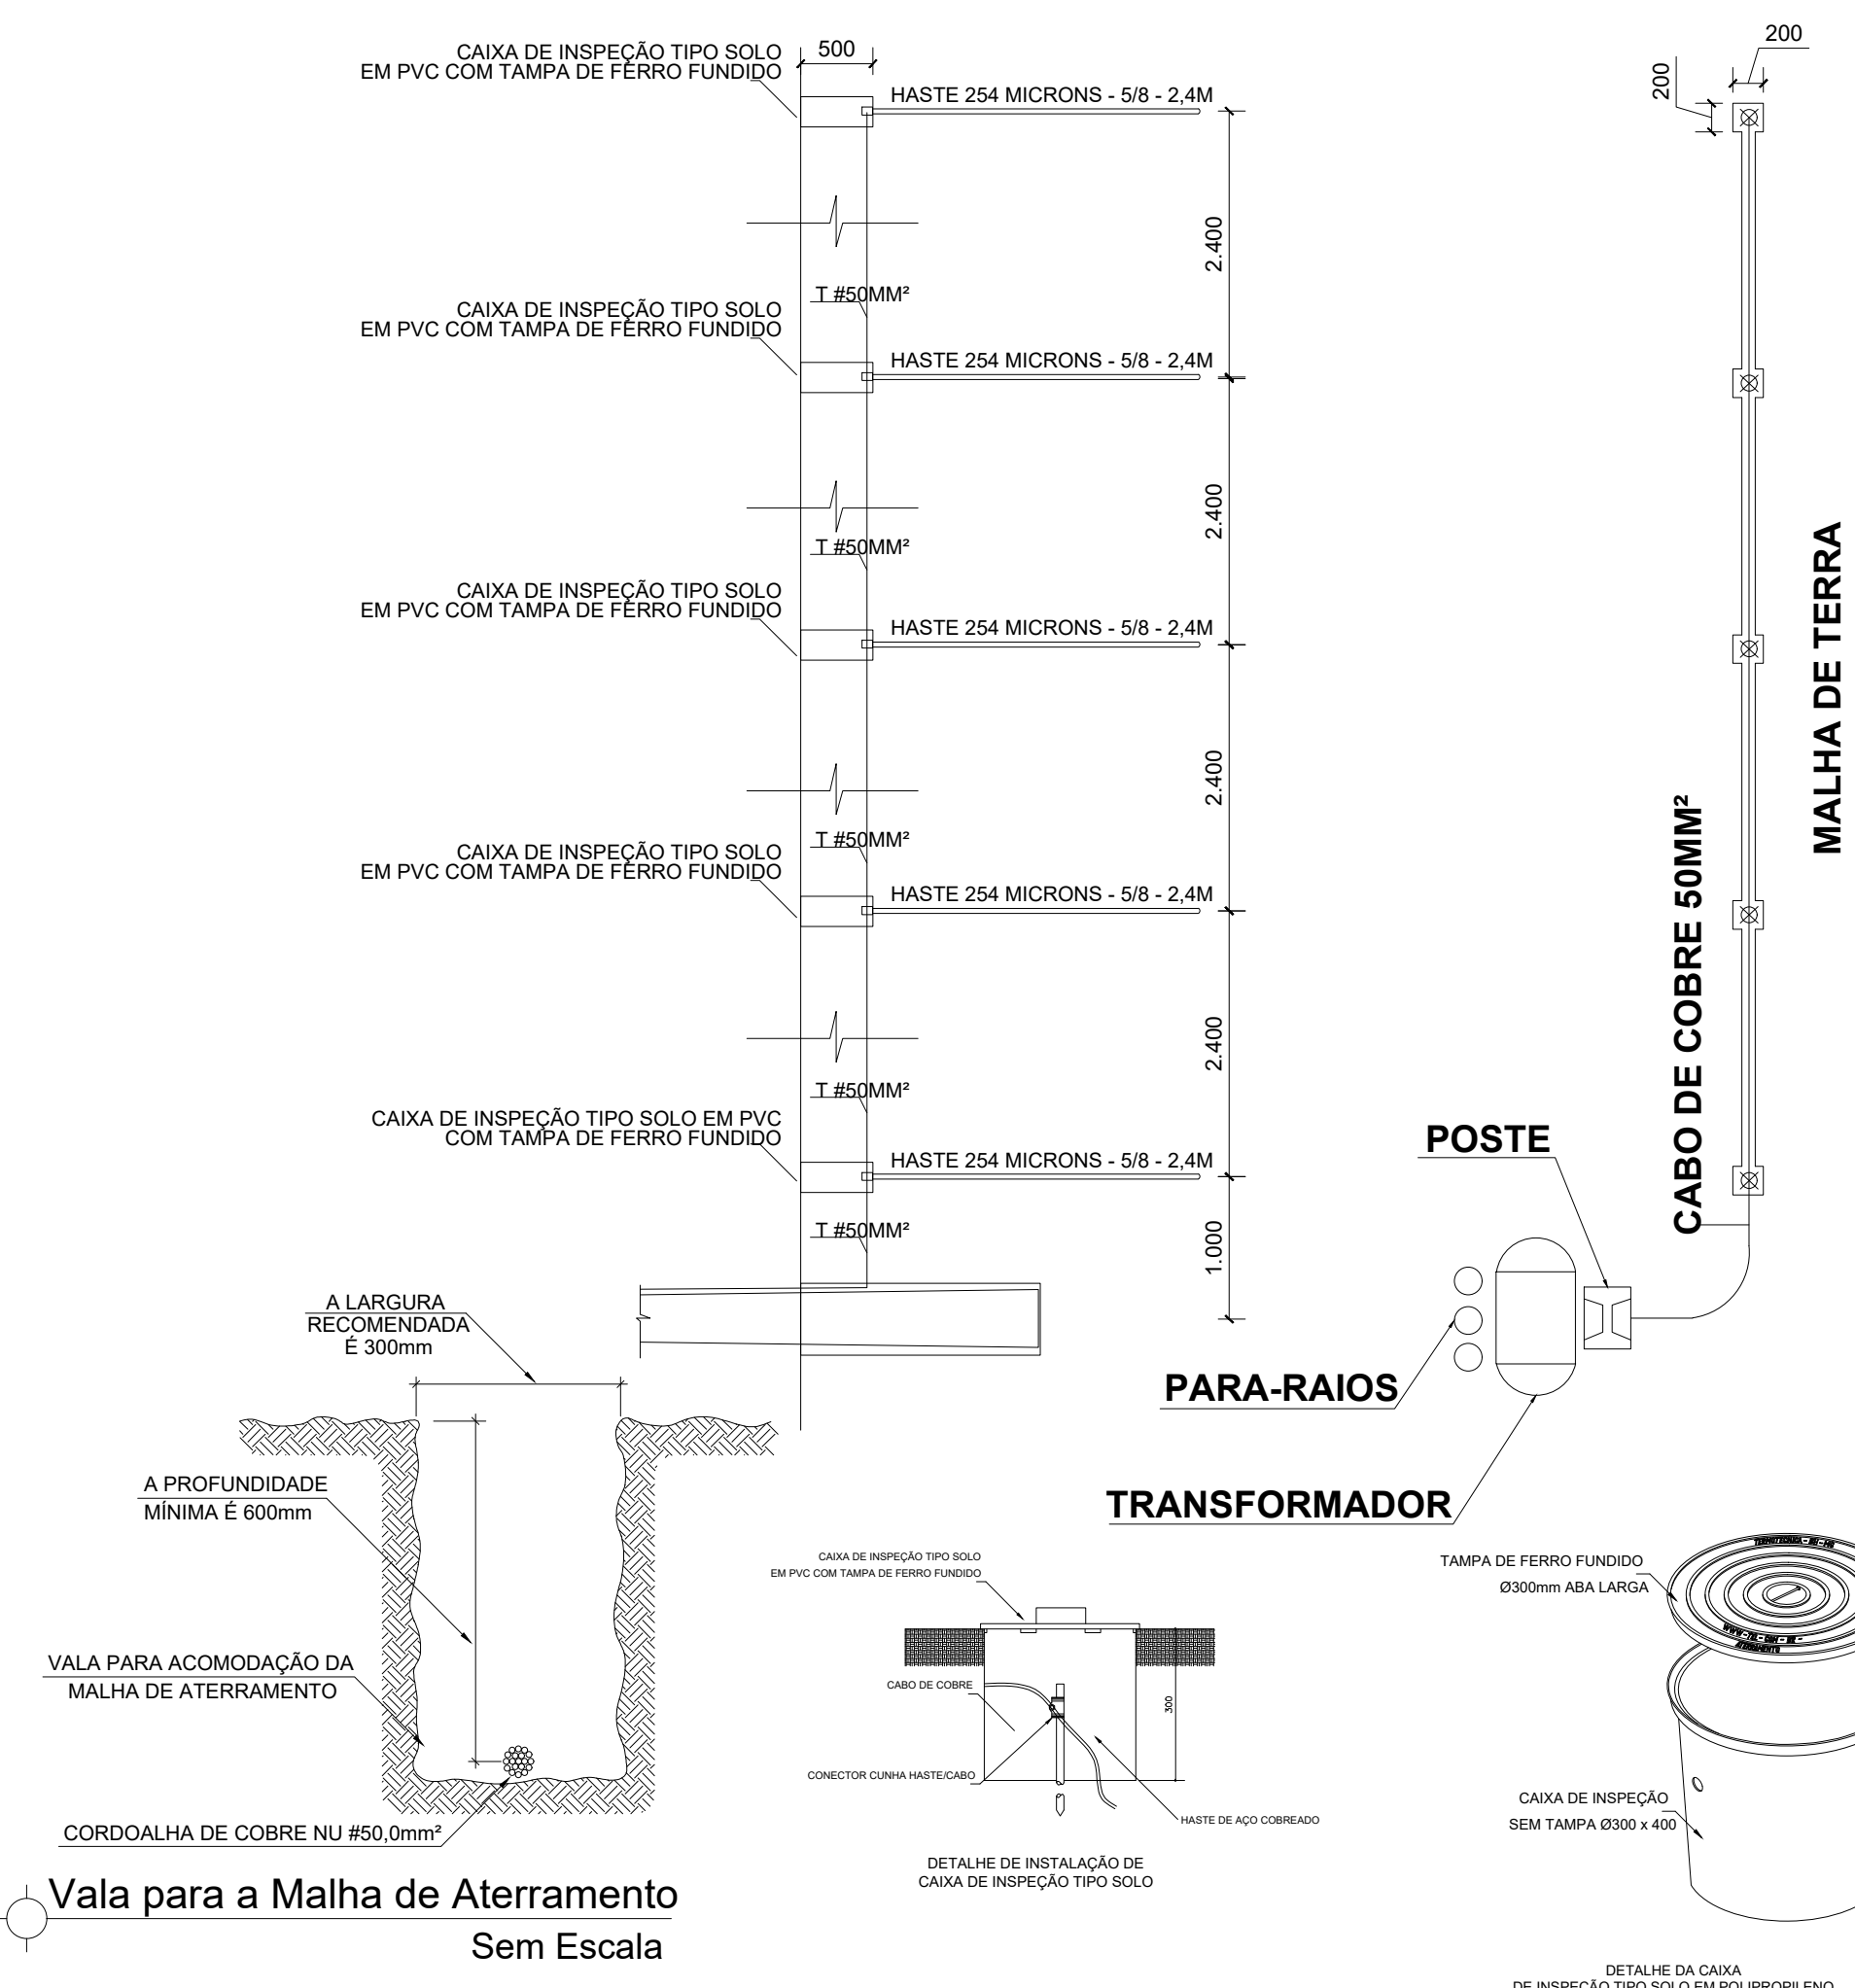 CAIXA DE INSPEÇÃO TIPO SOLO
EM PVC COM TAMPA DE FERRO FUNDIDO
500
HASTE 254 MICRONS - 5/8 - 2,4M
2.400
T #50MM²
CAIXA DE INSPEÇÃO TIPO SOLO
EM PVC COM TAMPA DE FERRO FUNDIDO
HASTE 254 MICRONS - 5/8 - 2,4M
2.400
T #50MM²
CAIXA DE INSPEÇÃO TIPO SOLO
EM PVC COM TAMPA DE FERRO FUNDIDO
HASTE 254 MICRONS - 5/8 - 2,4M
2.400
T #50MM²
CAIXA DE INSPEÇÃO TIPO SOLO
EM PVC COM TAMPA DE FERRO FUNDIDO
HASTE 254 MICRONS - 5/8 - 2,4M
2.400
T #50MM²
CAIXA DE INSPEÇÃO TIPO SOLO EM PVC
COM TAMPA DE FERRO FUNDIDO
HASTE 254 MICRONS - 5/8 - 2,4M
T #50MM²
1.000
200
200
MALHA DE TERRA
CABO DE COBRE 50MM²
POSTE
PARA-RAIOS
TRANSFORMADOR
A LARGURA
RECOMENDADA
É 300mm
A PROFUNDIDADE
MÍNIMA É 600mm
VALA PARA ACOMODAÇÃO DA
MALHA DE ATERRAMENTO
CORDOALHA DE COBRE NU #50,0mm²
Vala para a Malha de Aterramento
Sem Escala
CAIXA DE INSPEÇÃO TIPO SOLO
EM PVC COM TAMPA DE FERRO FUNDIDO
CABO DE COBRE
300
CONECTOR CUNHA HASTE/CABO
HASTE DE AÇO COBREADO
DETALHE DE INSTALAÇÃO DE
CAIXA DE INSPEÇÃO TIPO SOLO
TAMPA DE FERRO FUNDIDO
Ø300mm ABA LARGA
ATERRAMENTO
CAIXA DE INSPEÇÃO
SEM TAMPA Ø300 x 400
DETALHE DA CAIXA
DE INSPEÇÃO TIPO SOLO EM POLIPROPILENO